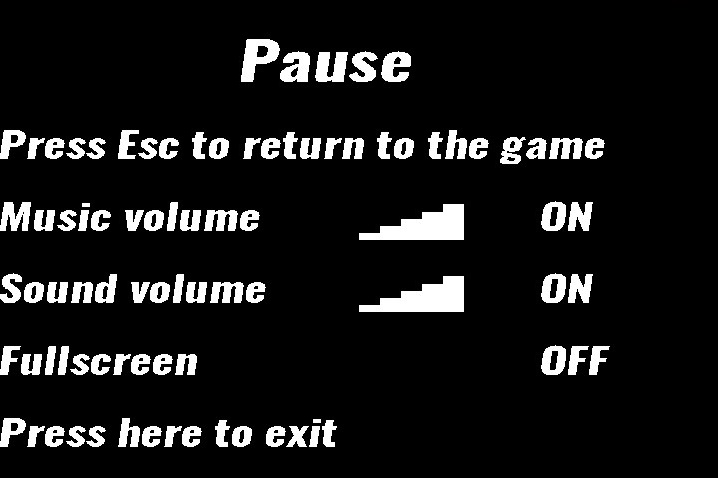 Pause
Press Esc to return to the game
Music volume ON
Sound volume ON
Fullscreen OFF
Press here to exit